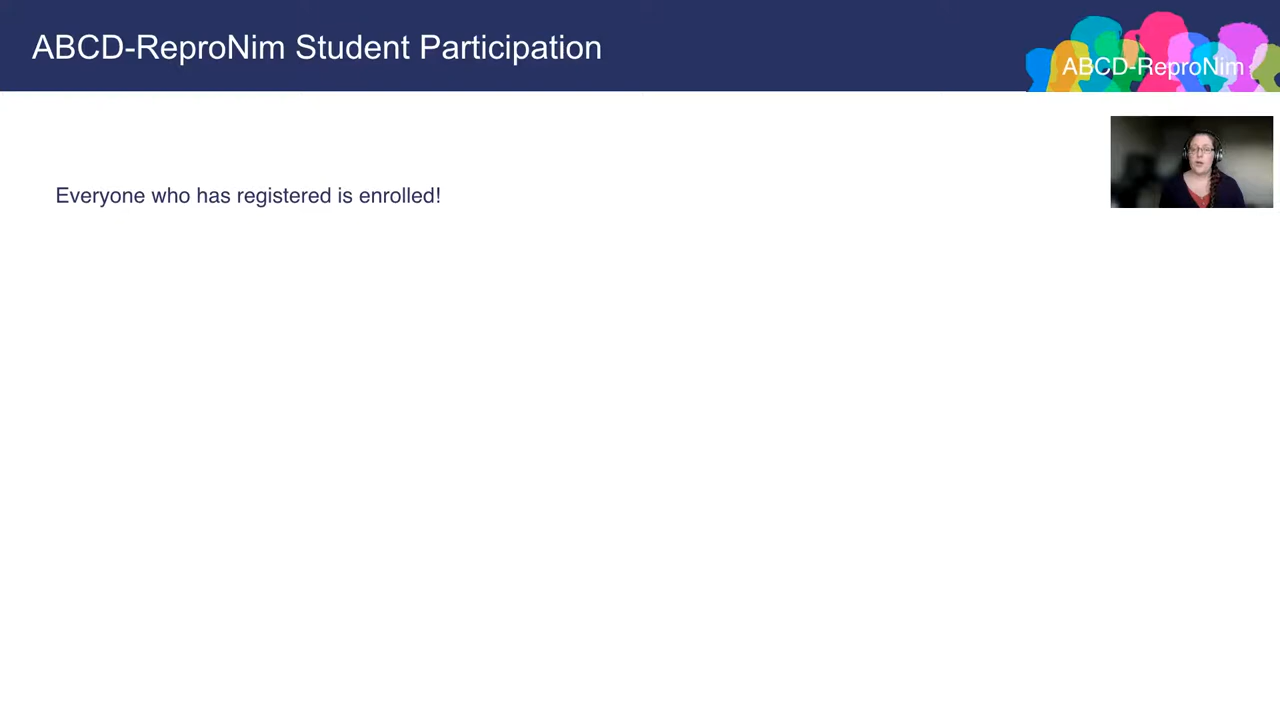 ABCD-ReproNim Student Participation
ABCD-ReproNim
Everyone who has registered is enrolled!